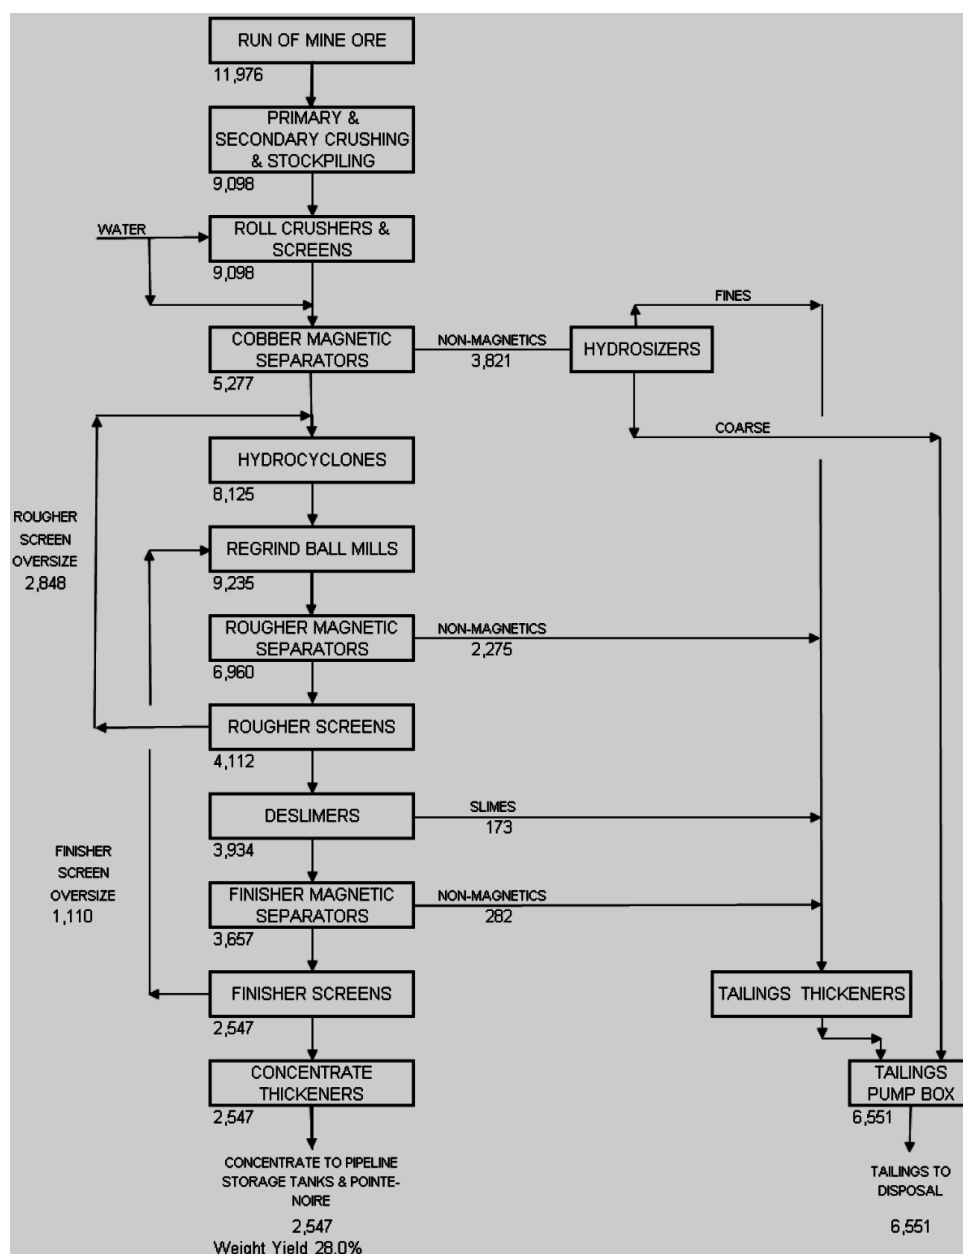 RUN OF MINE ORE
11,976
PRIMARY &
SECONDARY CRUSHING
& STOCKPILING
9,098
WATER
ROLL CRUSHERS &
SCREENS
9,098
FINES
COBBER MAGNETIC
SEPARATORS
5,277
NON-MAGNETICS
3,821
HYDROSIZERS
COARSE
HYDROCYCLONES
8,125
ROUGHER
SCREEN
OVERSIZE
2,848
REGRIND BALL MILLS
9,235
ROUGHER MAGNETIC
SEPARATORS
6,960
NON-MAGNETICS
2,275
ROUGHER SCREENS
4,112
DESLIMERS
3,934
SLIMES
173
FINISHER
SCREEN
OVERSIZE
1,110
FINISHER MAGNETIC
SEPARATORS
3,657
NON-MAGNETICS
282
FINISHER SCREENS
2,547
TAILINGS THICKENERS
CONCENTRATE
THICKENERS
2,547
TAILINGS
PUMP BOX
6,551
CONCENTRATE TO PIPELINE
STORAGE TANKS & POINTE-
NOIRE
2,547
Weight Yield 28.0%
TAILINGS TO
DISPOSAL
6,551